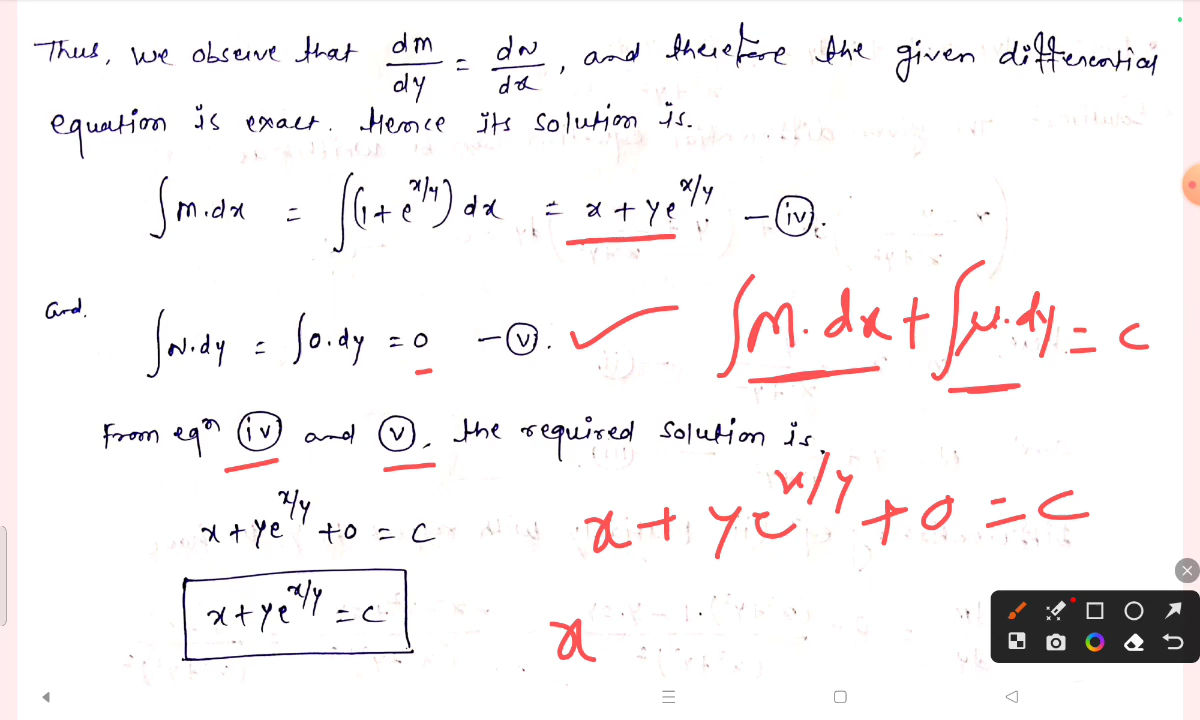 Thus, we observe that dm/dy = dN/dx, and therefore the given differential
equation is exact. Hence its solution is.
∫m.dx = ∫(1+e^x/y) dx = x + ye^x/y. — (iv).
and.
∫N.dy = ∫0.dy = 0 — (v). ✓ ∫M.dx + ∫N.dy = c
From eqn (iv) and (v), the required solution is.
x + ye^x/y + 0 = c x + ye^x/y + 0 = c
x + ye^x/y = c. x